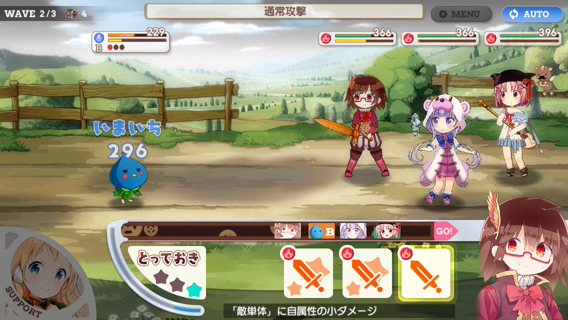 WAVE 2/3 4
通常攻撃
MENU
AUTO
B 229
366
366
396
いまいち
296
B
GO!
とっておき
SUPPORT
「敵単体」に自属性の小ダメージ